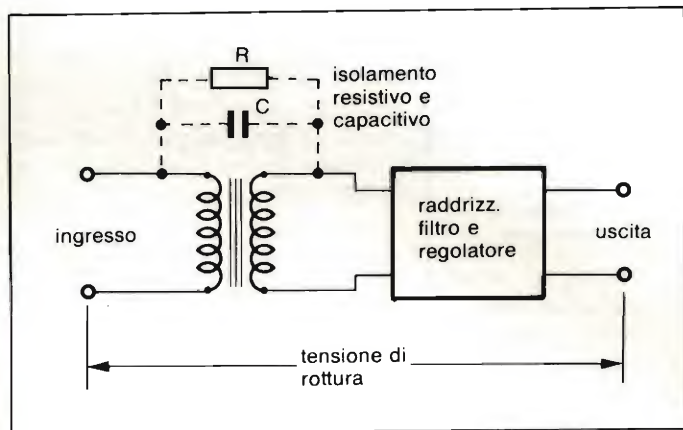 R
C
isolamento
resistivo e
capacitivo
ingresso
raddrizz.
filtro e
regolatore
uscita
tensione di
rottura